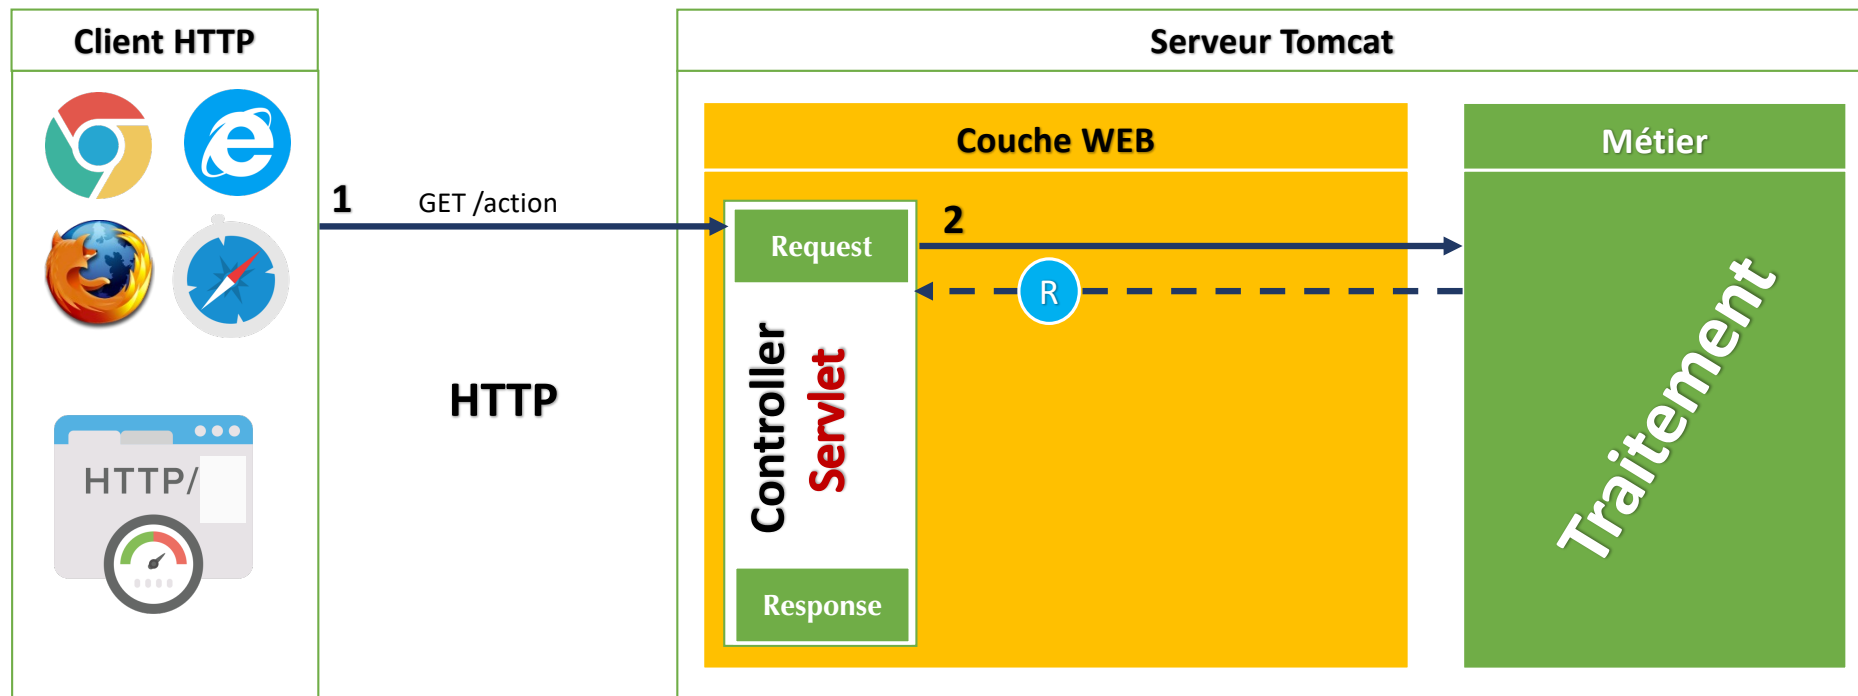 Client HTTP
Serveur Tomcat
Couche WEB
Métier
1
GET /action
Request
2
R
HTTP
Controller
Servlet
Traitement
HTTP/
Response